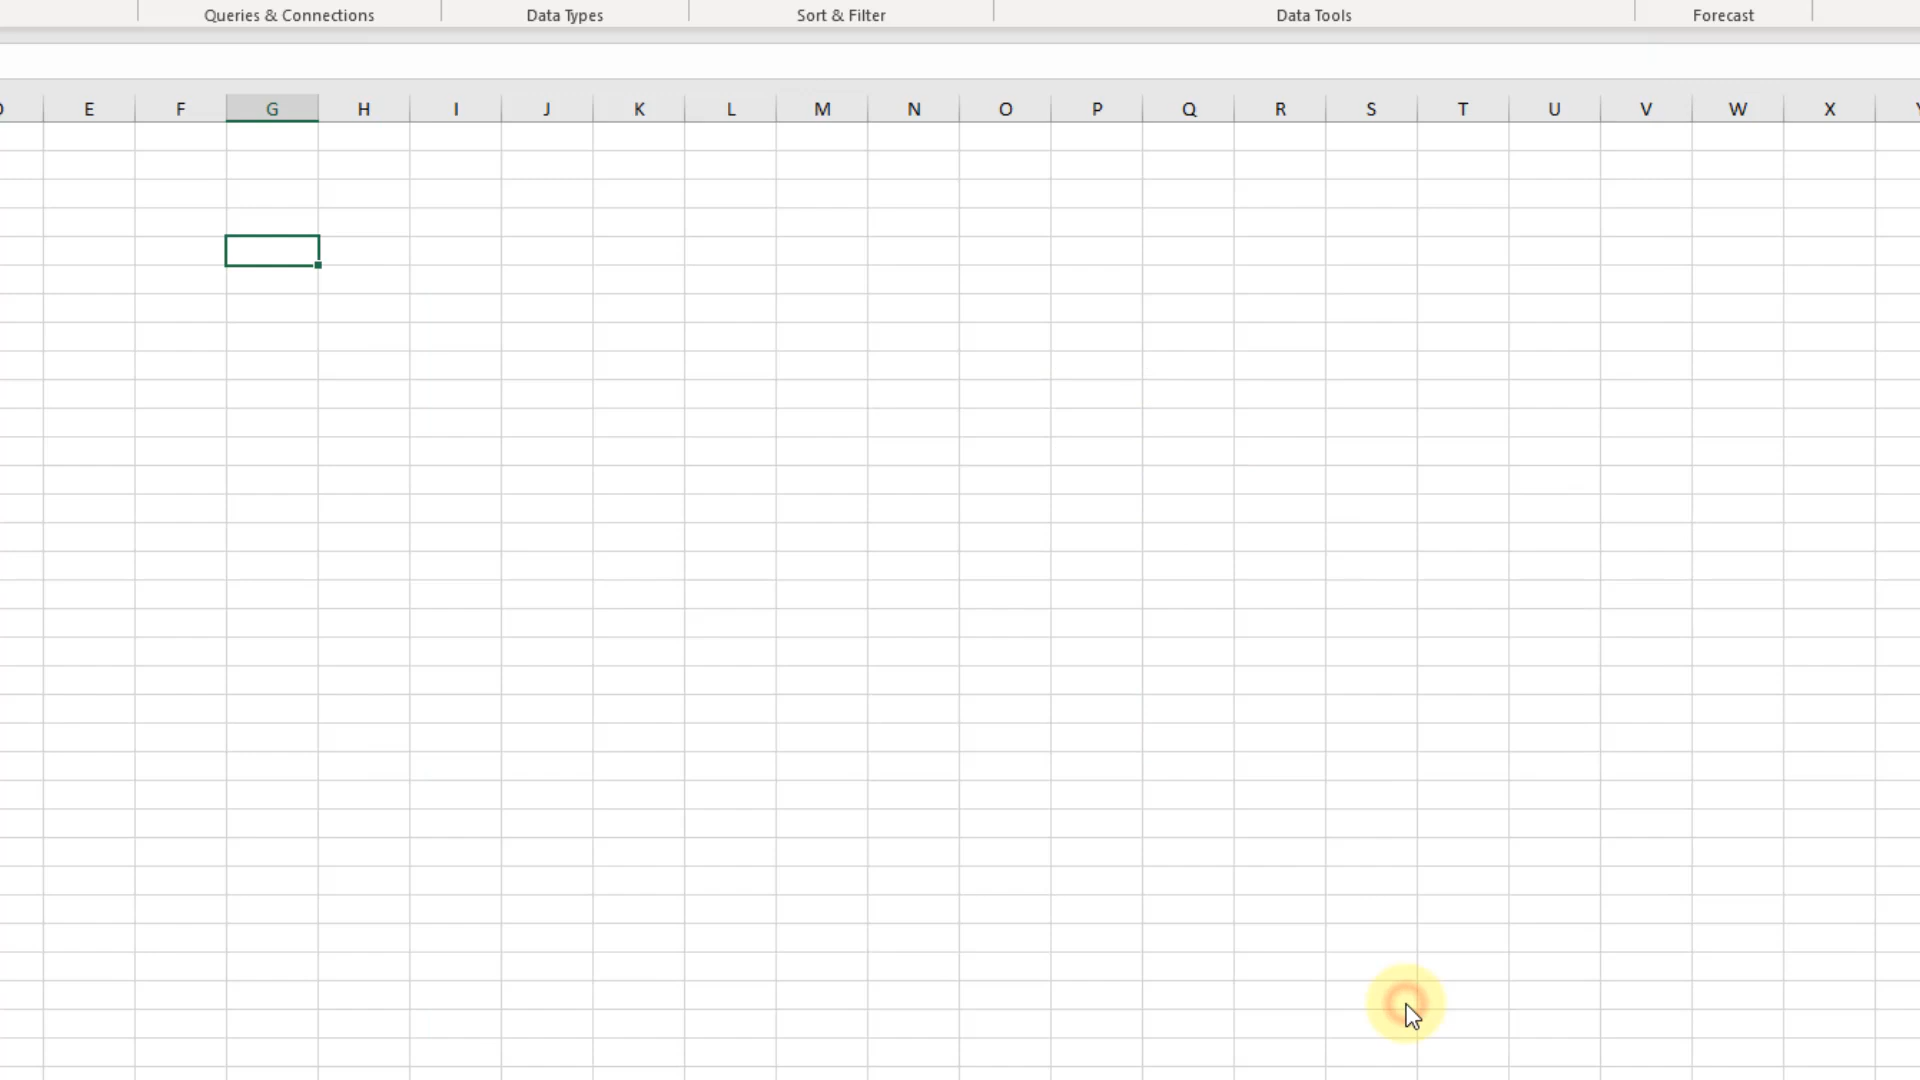 Queries & Connections Data Types Sort & Filter Data Tools Forecast
E F G H I J K L M N O P Q R S T U V W X